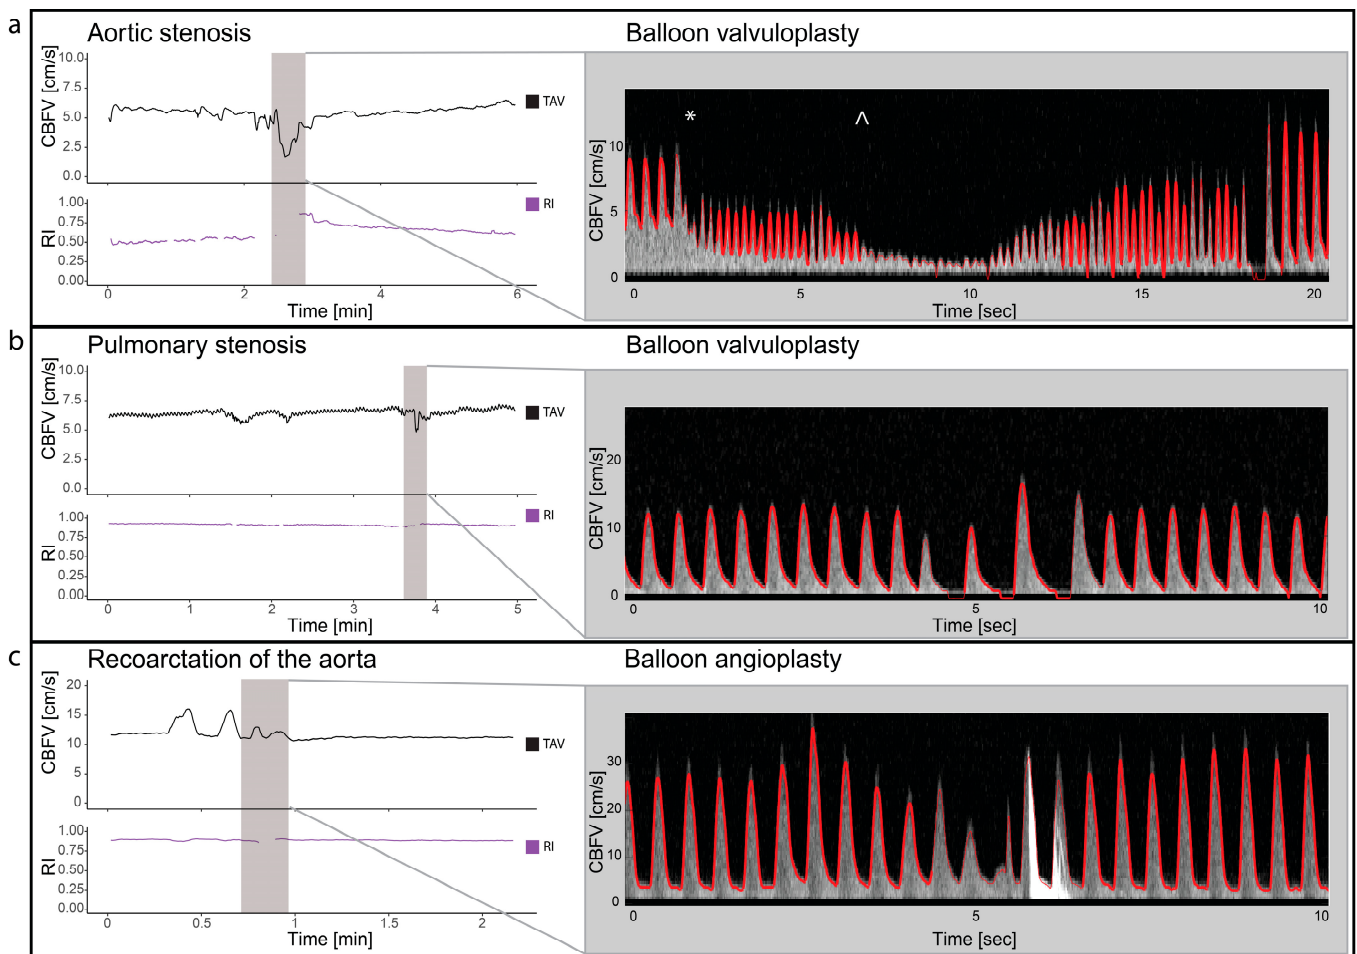 a
Aortic stenosis
Balloon valvuloplasty
CBFV [cm/s]
10.0
7.5
5.0
2.5
0.0
TAV
RI
1.00
0.75
0.50
0.25
0.00
RI
0 2 4 6
Time [min]
* ^
CBFV [cm/s]
10
5
0
0 5 10 15 20
Time [sec]
b
Pulmonary stenosis
Balloon valvuloplasty
CBFV [cm/s]
10.0
7.5
5.0
2.5
0.0
TAV
RI
1.00
0.75
0.50
0.25
0.00
RI
0 1 2 3 4 5
Time [min]
CBFV [cm/s]
20
10
0
0 5 10
Time [sec]
c
Recoarctation of the aorta
Balloon angioplasty
CBFV [cm/s]
20
15
10
5
0
TAV
RI
1.00
0.75
0.50
0.25
0.00
RI
0 0.5 1 1.5 2
Time [min]
CBFV [cm/s]
30
20
10
0
0 5 10
Time [sec]